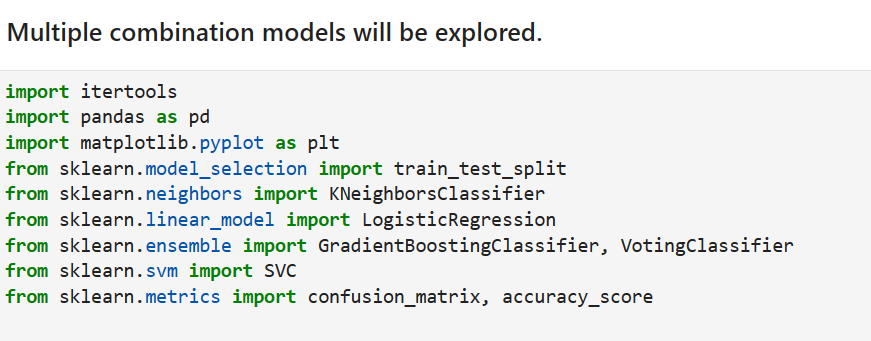 Multiple combination models will be explored.
import itertools
import pandas as pd
import matplotlib.pyplot as plt
from sklearn.model_selection import train_test_split
from sklearn.neighbors import KNeighborsClassifier
from sklearn.linear_model import LogisticRegression
from sklearn.ensemble import GradientBoostingClassifier, VotingClassifier
from sklearn.svm import SVC
from sklearn.metrics import confusion_matrix, accuracy_score